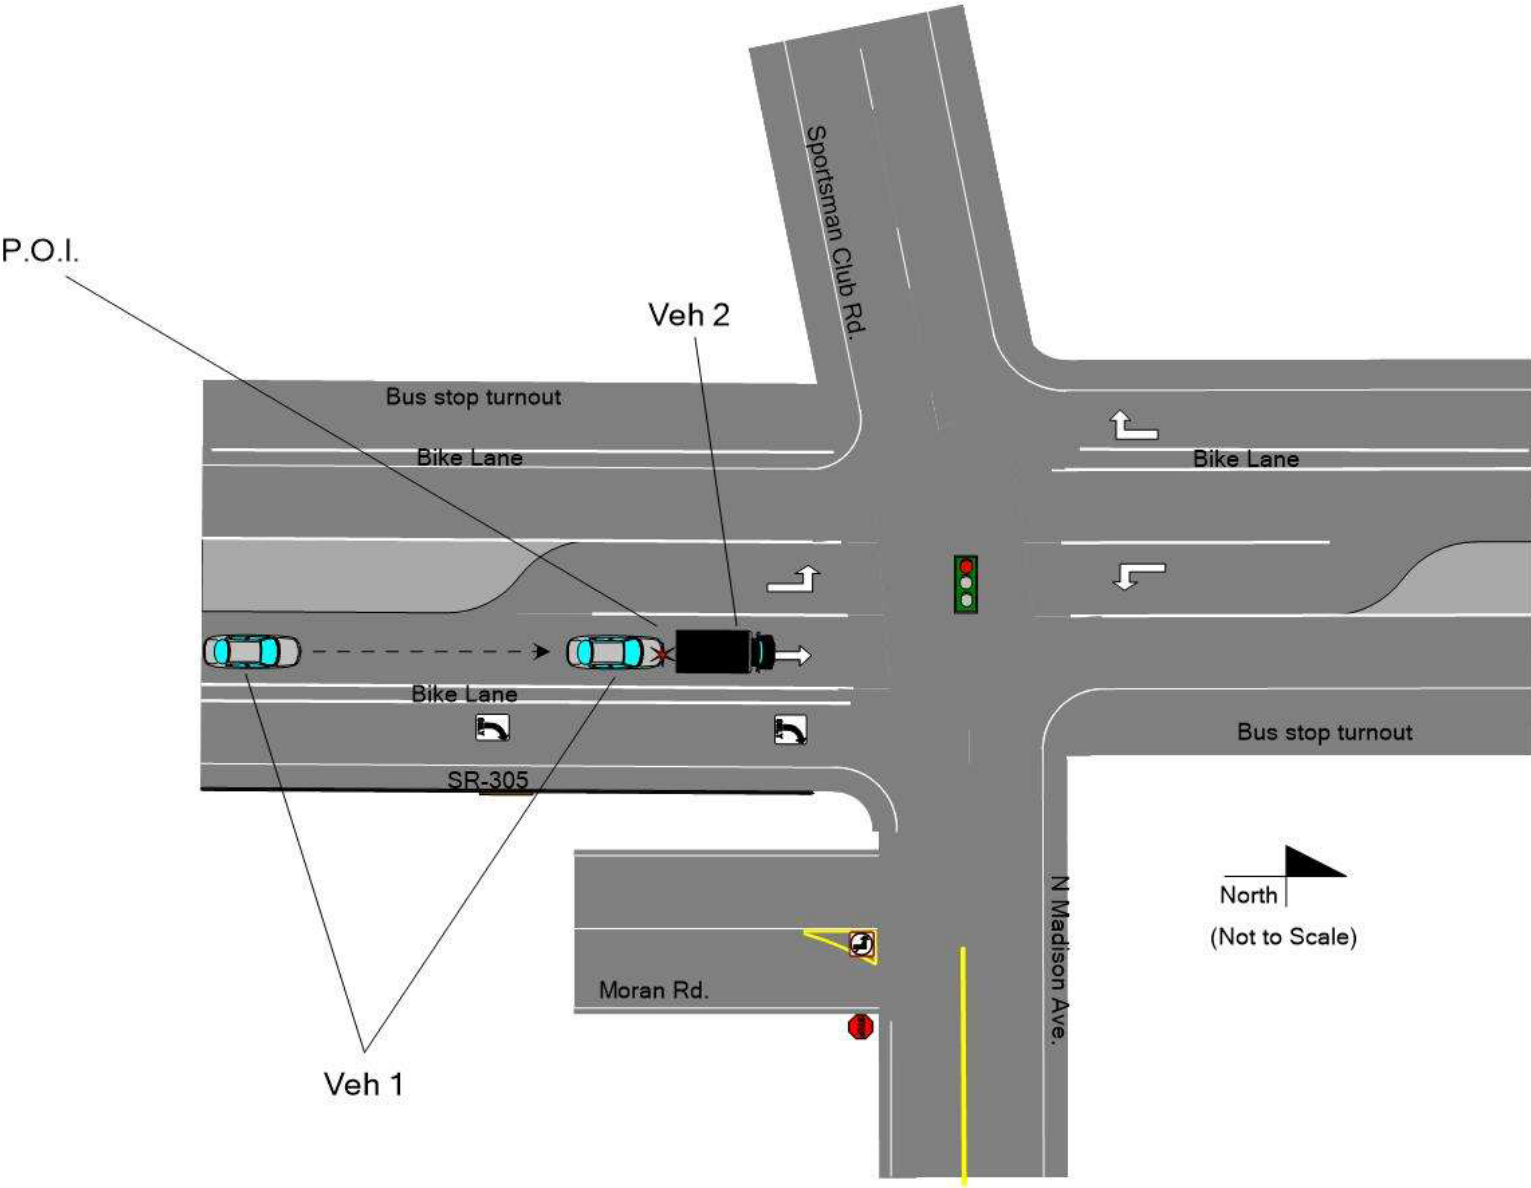 Sportsman Club Rd.
P.O.I.
Veh 2
Bus stop turnout
Bike Lane
Bike Lane
Bike Lane
Bus stop turnout
SR-305
N Madison Ave.
North
(Not to Scale)
Moran Rd.
Veh 1